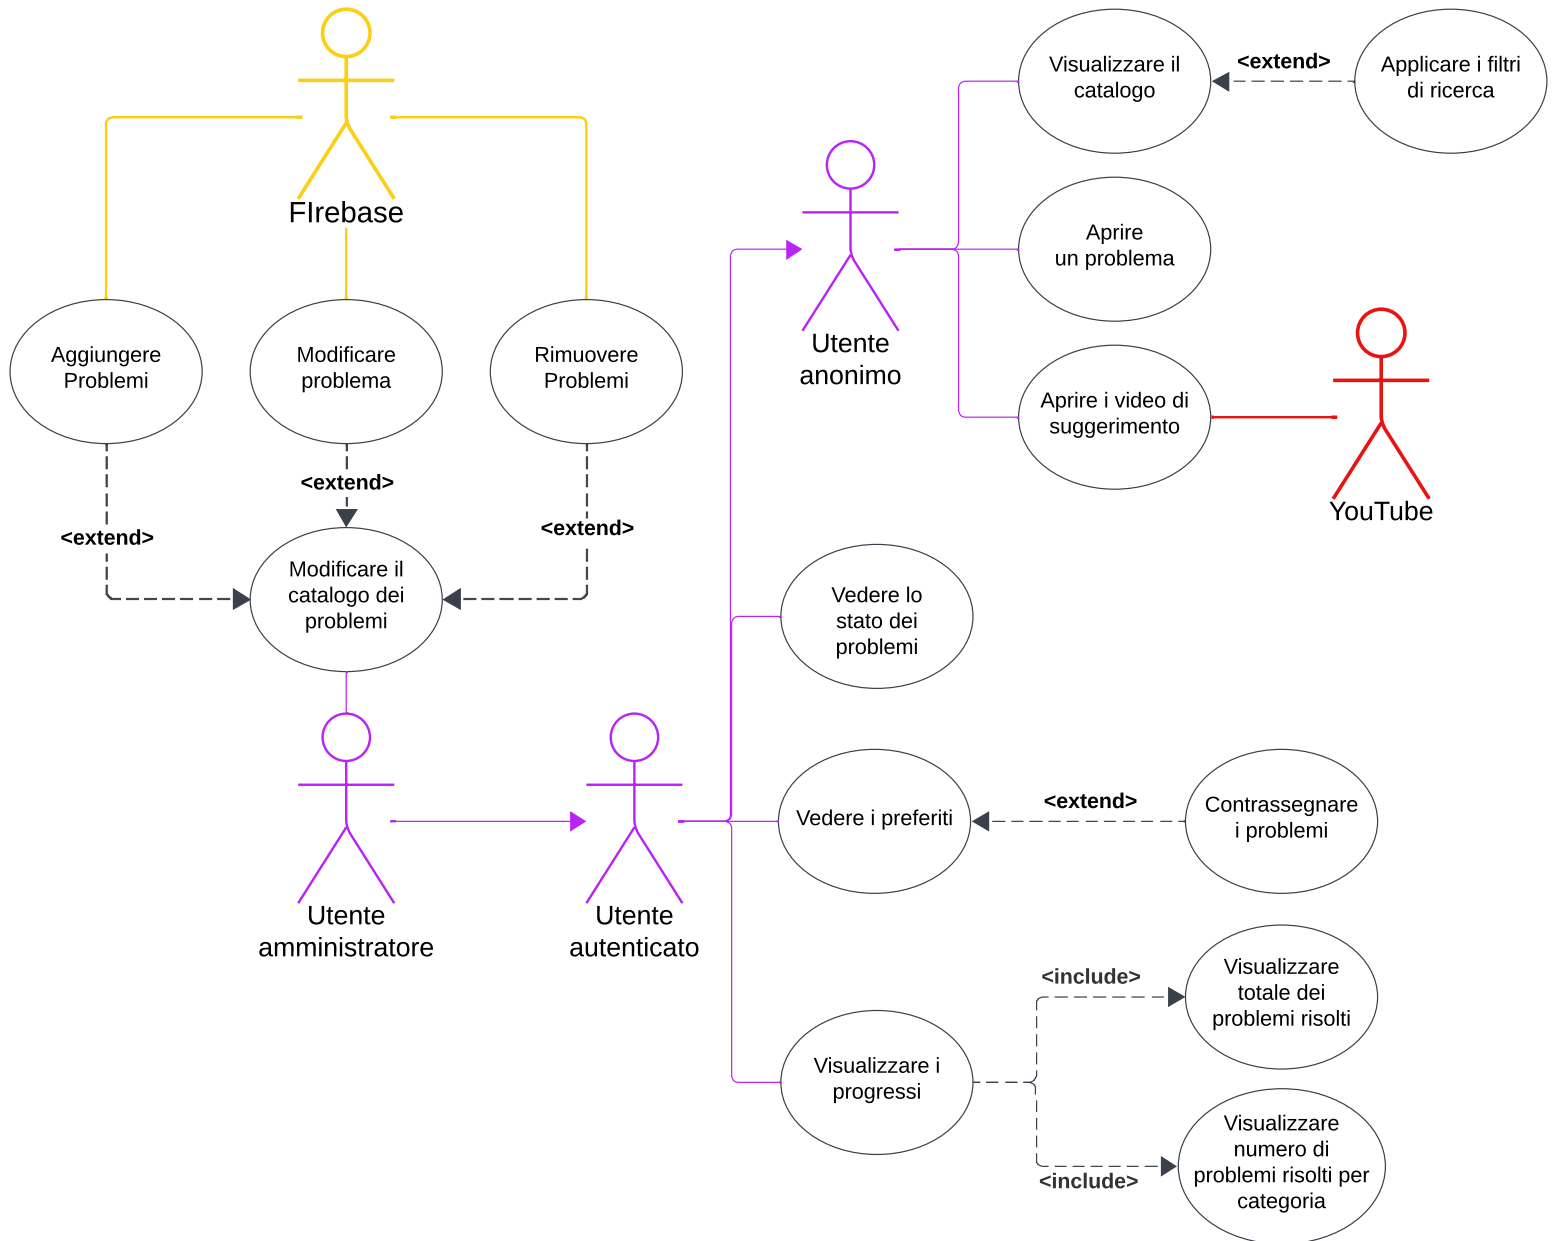 FIrebase
Aggiungere
Problemi
Modificare
problema
Rimuovere
Problemi
<extend>
<extend>
<extend>
Modificare il
catalogo dei
problemi
Utente
amministratore
Utente
autenticato
Utente
anonimo
Visualizzare il
catalogo
<extend>
Applicare i filtri
di ricerca
Aprire
un problema
Aprire i video di
suggerimento
YouTube
Vedere lo
stato dei
problemi
Vedere i preferiti
<extend>
Contrassegnare
i problemi
Visualizzare i
progressi
<include>
Visualizzare
totale dei
problemi risolti
<include>
Visualizzare
numero di
problemi risolti per
categoria